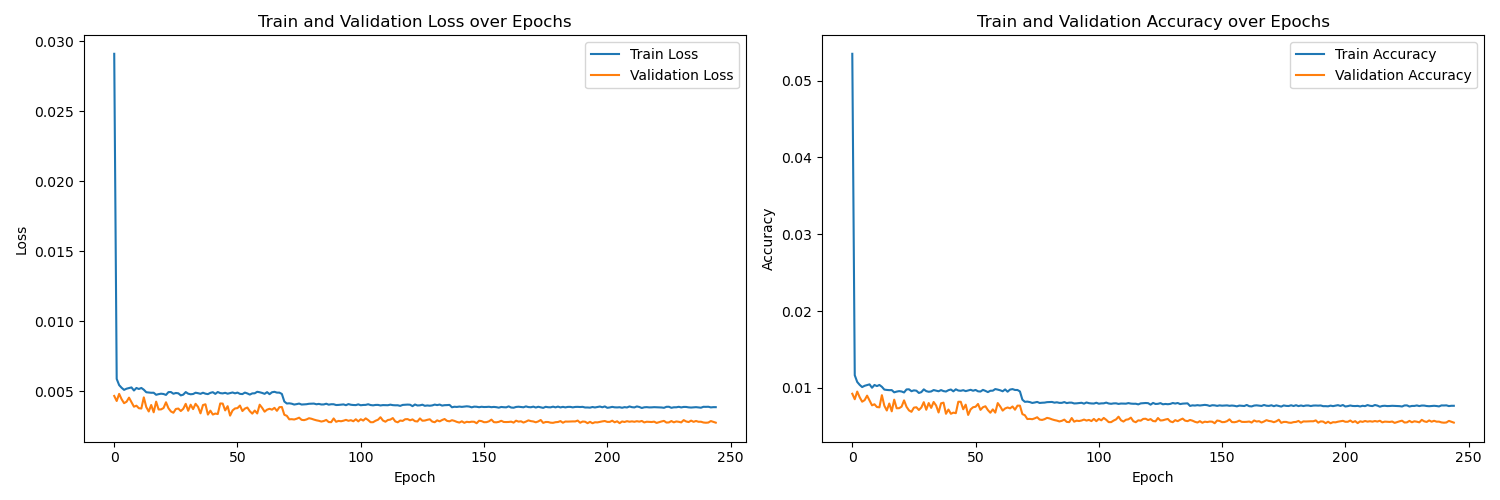 Train and Validation Loss over Epochs
0.030
0.025
0.020
0.015
0.010
0.005
Loss
Train Loss
Validation Loss
0
50
100
150
200
250
Epoch
Train and Validation Accuracy over Epochs
0.05
0.04
0.03
0.02
0.01
Accuracy
Train Accuracy
Validation Accuracy
0
50
100
150
200
250
Epoch